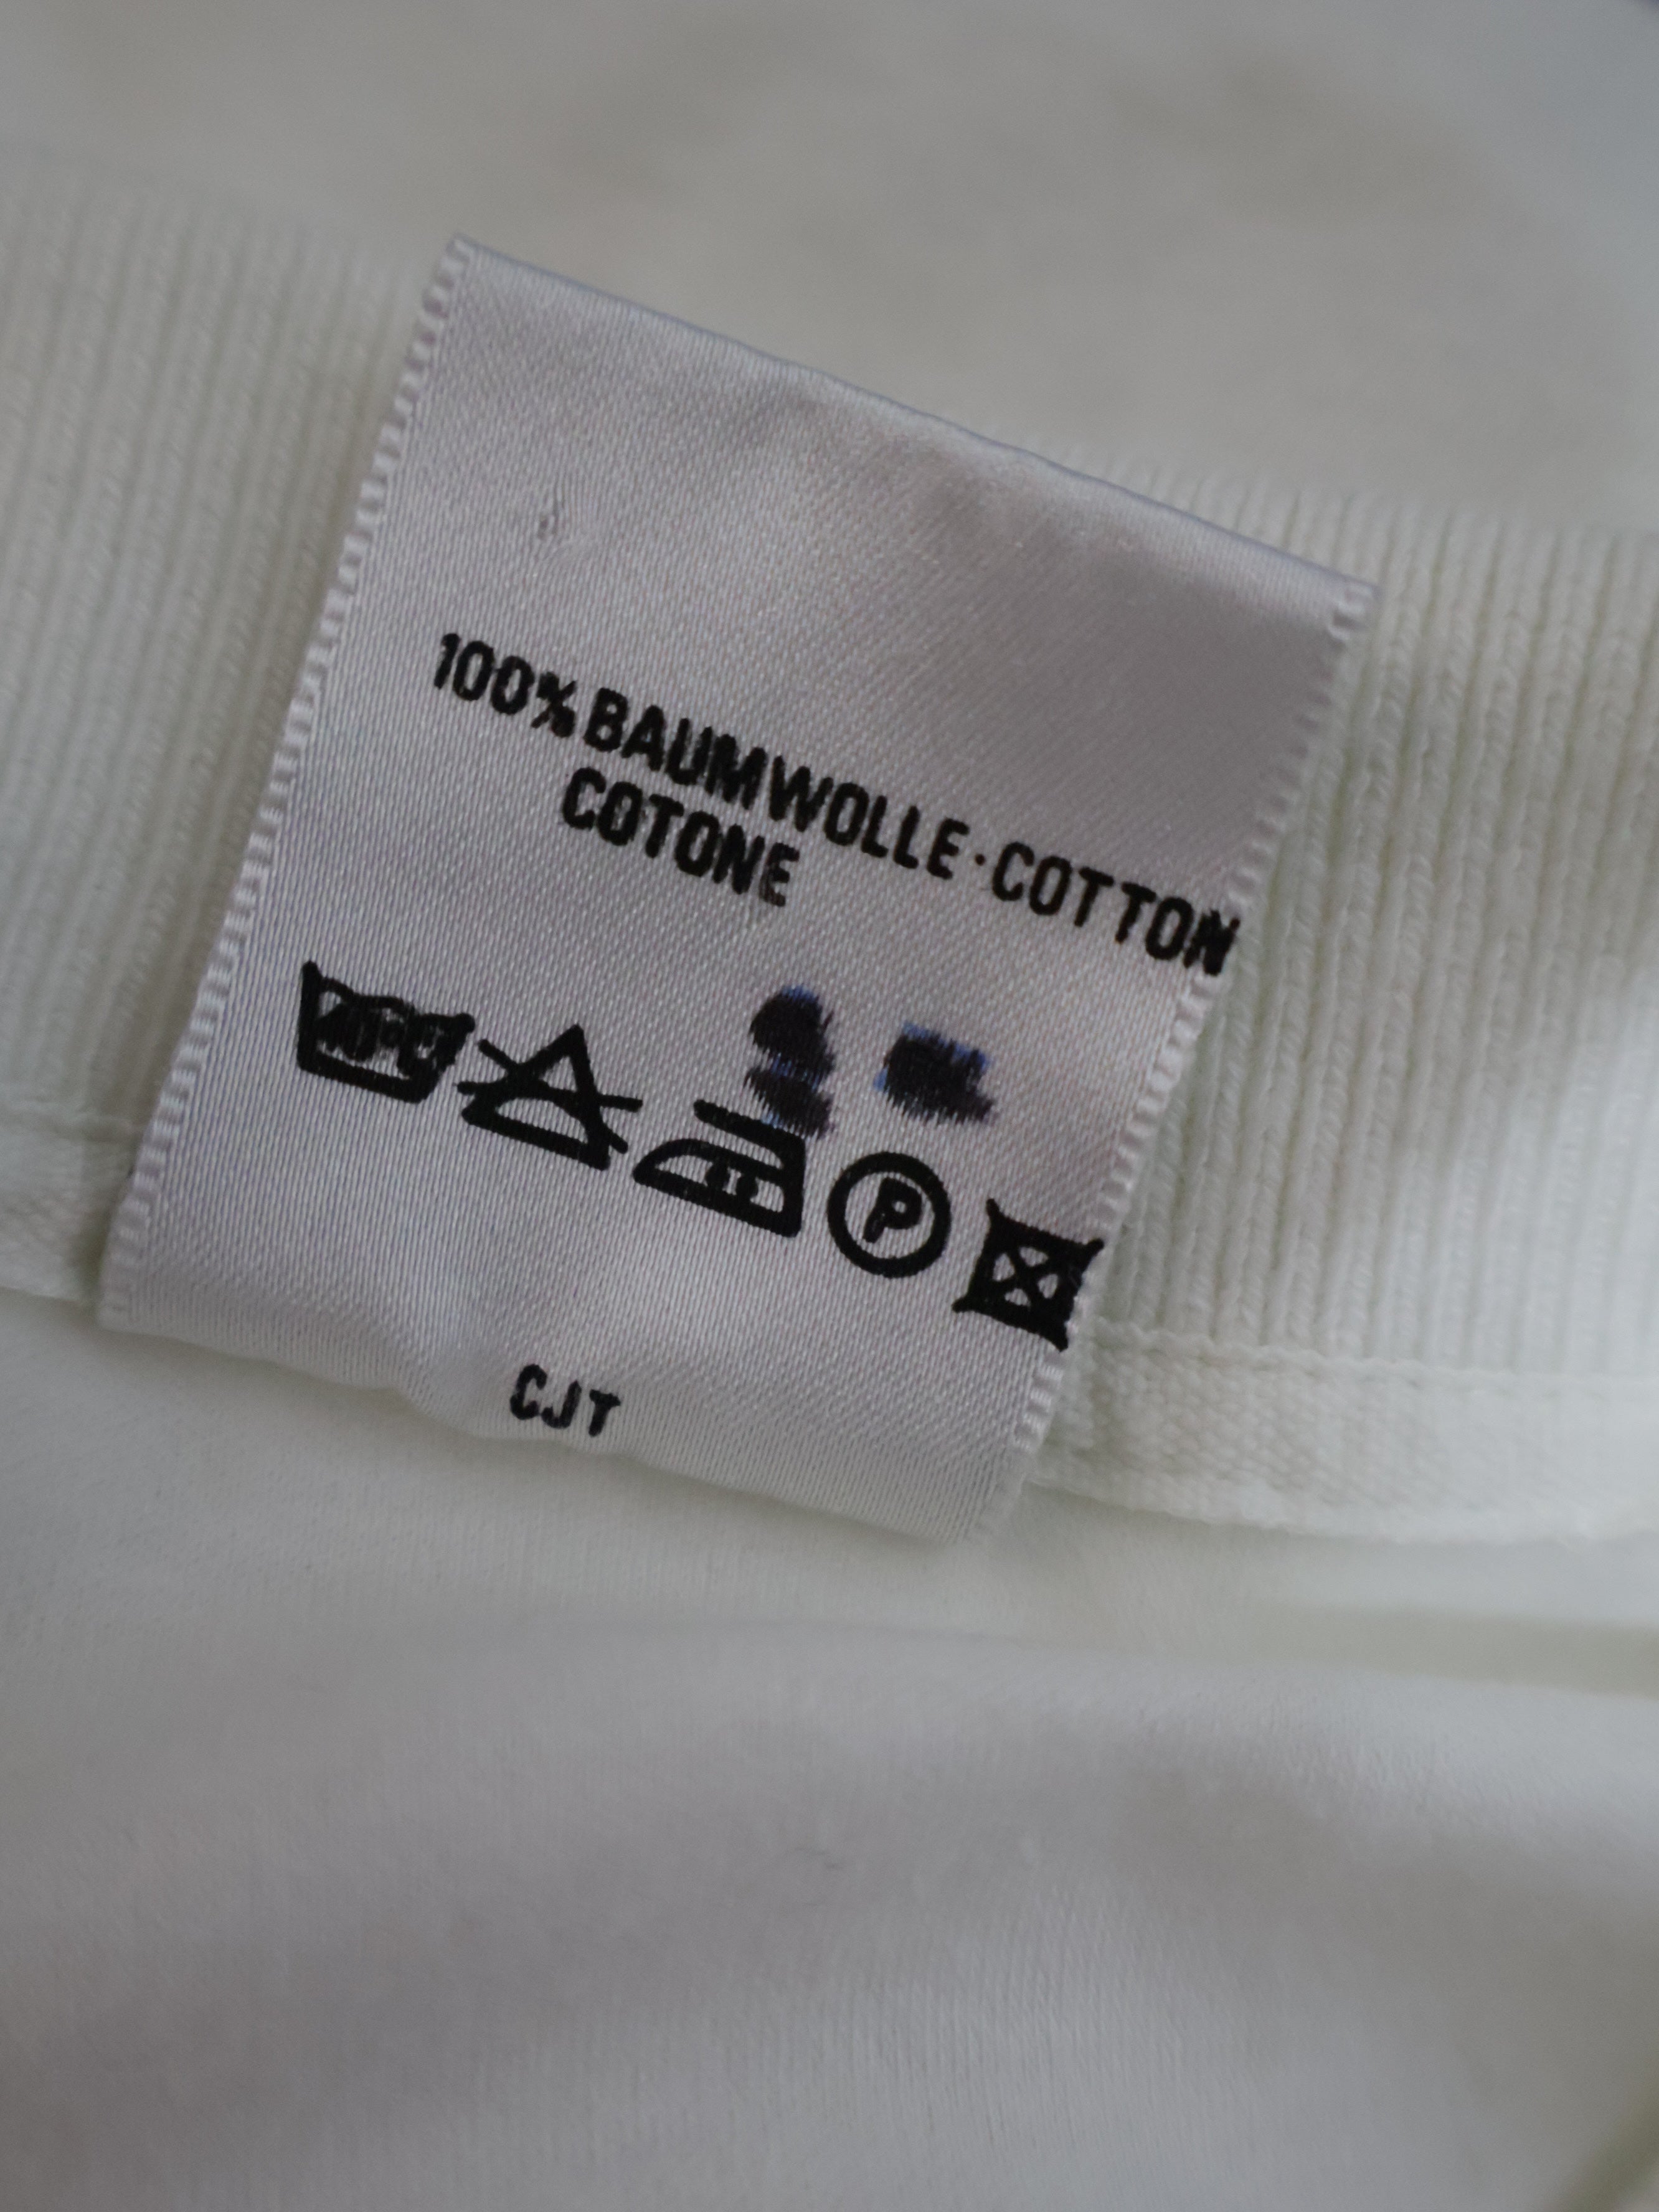 100% BAUMWOLLE · COTTON
COTONE
P
CJT